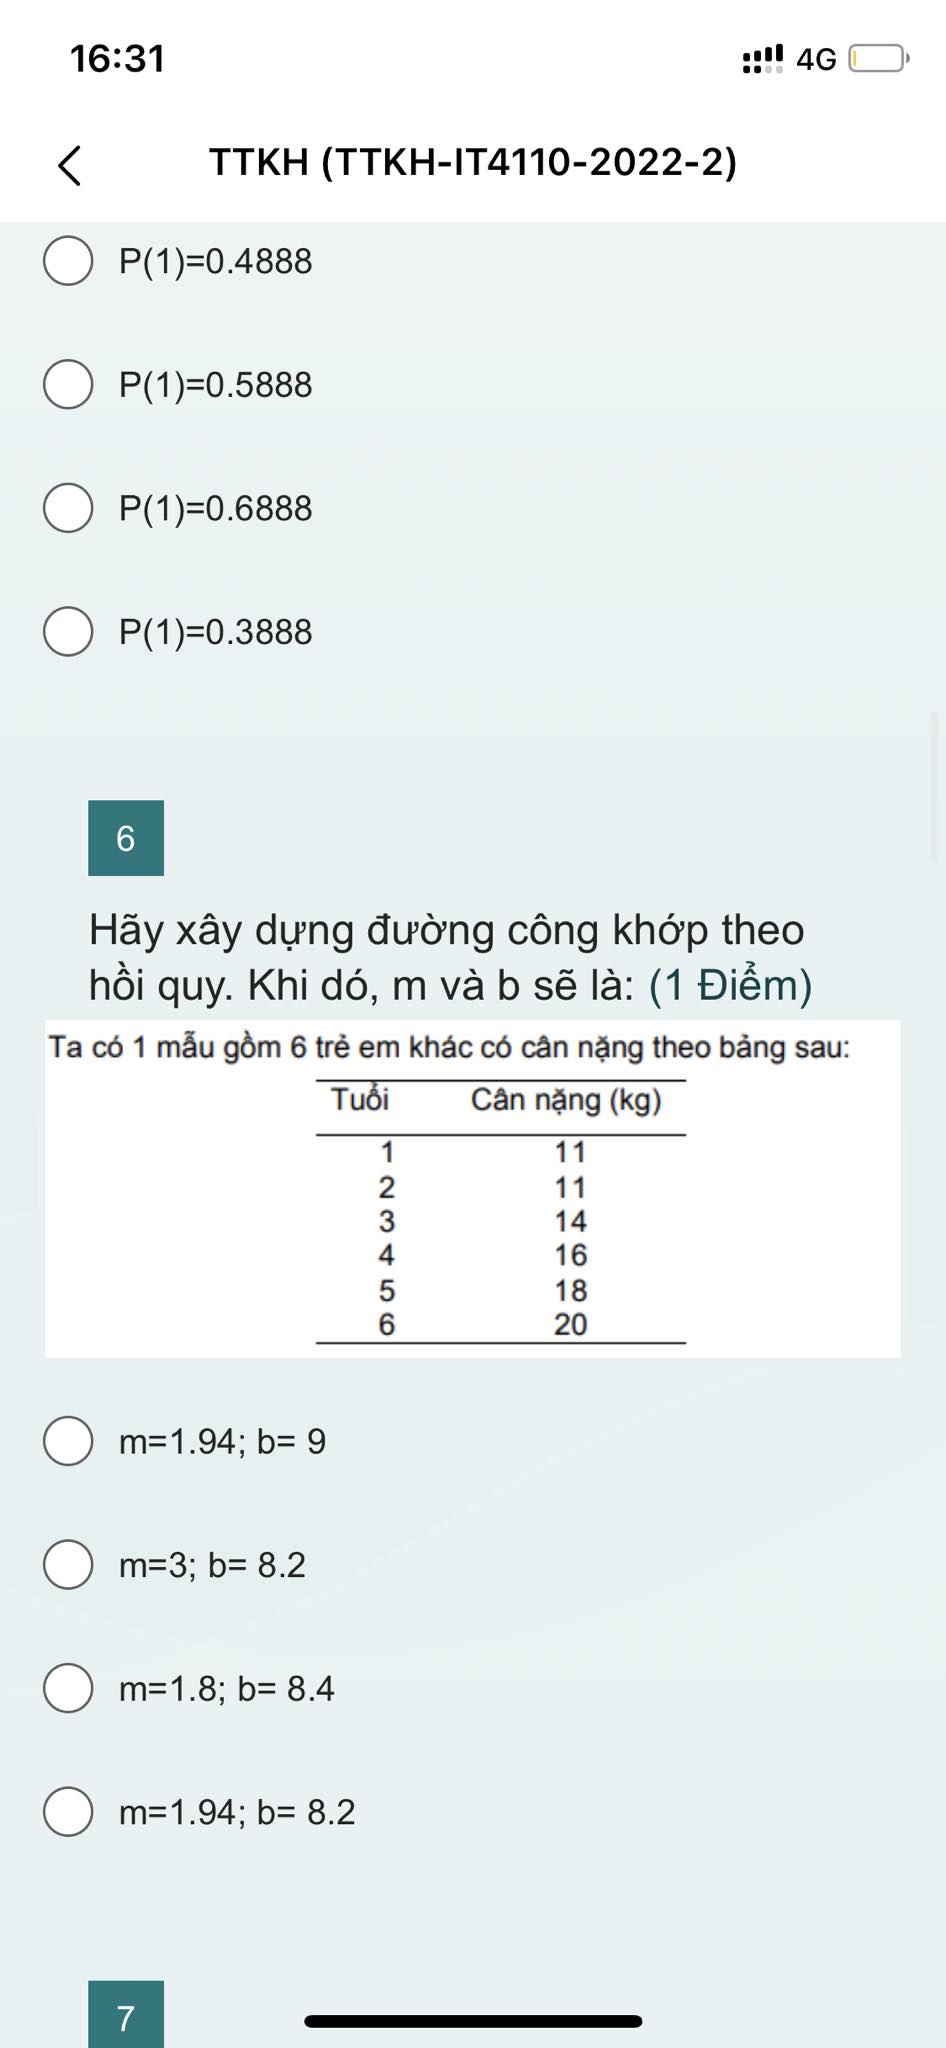 16:31
4G
TTKH (TTKH-IT4110-2022-2)
P(1)=0.4888
P(1)=0.5888
P(1)=0.6888
P(1)=0.3888
6
Hãy xây dựng đường công khớp theo
hồi quy. Khi dó, m và b sẽ là: (1 Điểm)
Ta có 1 mẫu gồm 6 trẻ em khác có cân nặng theo bảng sau:
Tuổi Cân nặng (kg)
1 11
2 11
3 14
4 16
5 18
6 20
m=1.94; b= 9
m=3; b= 8.2
m=1.8; b= 8.4
m=1.94; b= 8.2
7